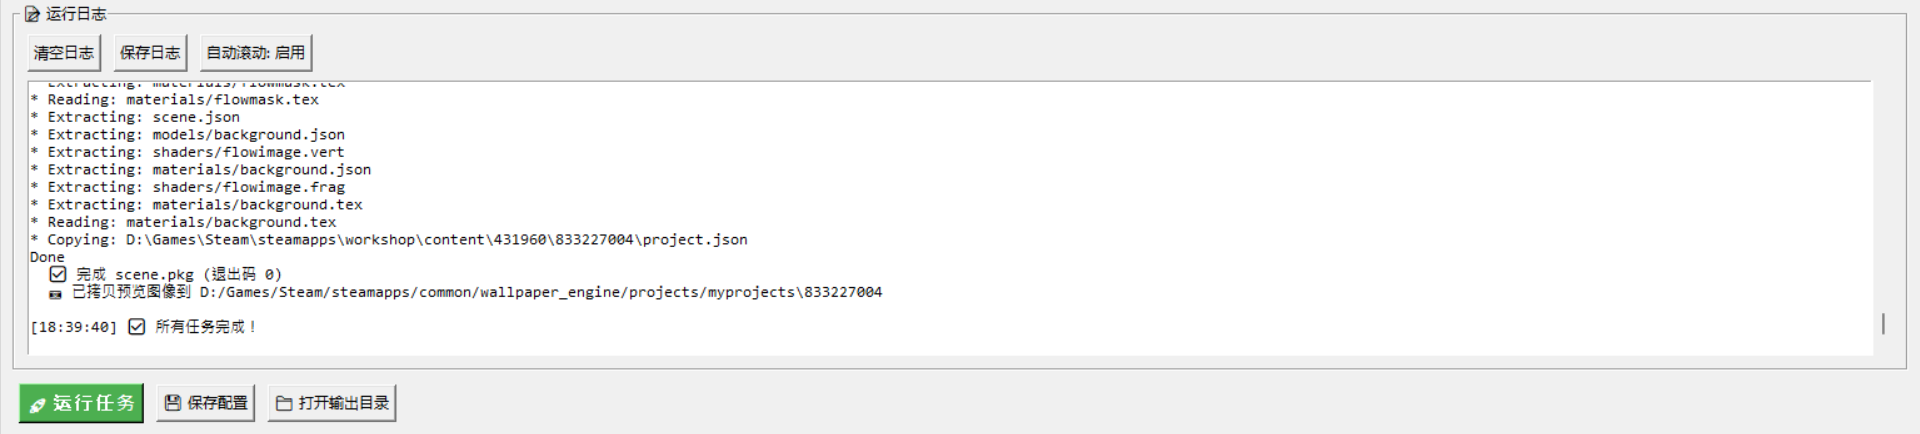 运行日志
清空日志 保存日志 自动滚动: 启用
* Extracting: materials/flowmask.tex
* Reading: materials/flowmask.tex
* Extracting: scene.json
* Extracting: models/background.json
* Extracting: shaders/flowimage.vert
* Extracting: materials/background.json
* Extracting: shaders/flowimage.frag
* Extracting: materials/background.tex
* Reading: materials/background.tex
* Copying: D:\Games\Steam\steamapps\workshop\content\431960\833227004\project.json
Done
完成 scene.pkg (退出码 0)
已拷贝预览图像到 D:/Games/Steam/steamapps/common/wallpaper_engine/projects/myprojects\833227004
[18:39:40] 所有任务完成！
运行任务 保存配置 打开输出目录